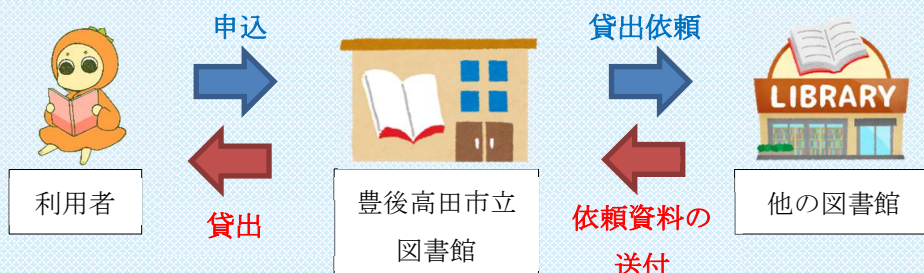 申込
貸出依頼
LIBRARY
利用者
貸出
豊後高田市立
図書館
依頼資料の
送付
他の図書館